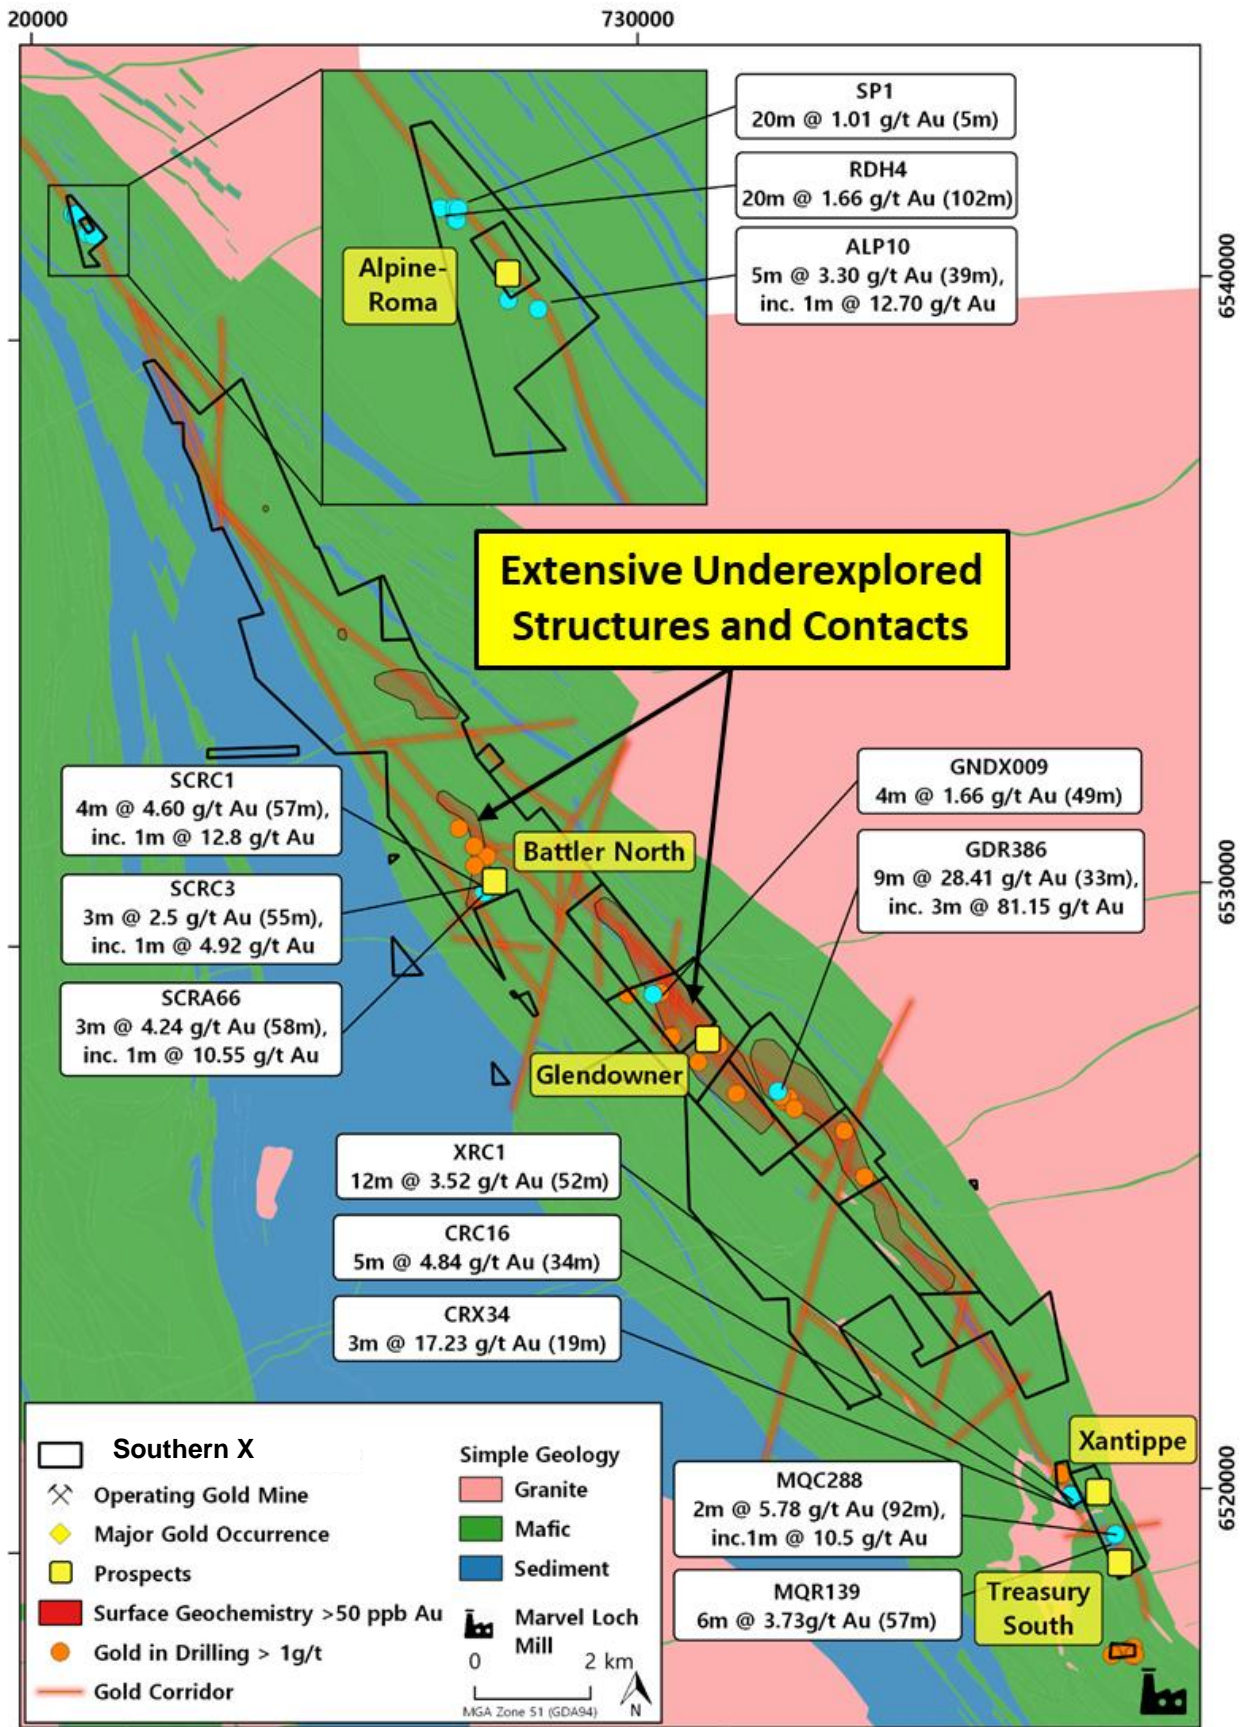 20000
730000
SP1
20m @ 1.01 g/t Au (5m)
RDH4
20m @ 1.66 g/t Au (102m)
ALP10
5m @ 3.30 g/t Au (39m),
inc. 1m @ 12.70 g/t Au
Alpine-
Roma
6540000
Extensive Underexplored
Structures and Contacts
SCRC1
4m @ 4.60 g/t Au (57m),
inc. 1m @ 12.8 g/t Au
SCRC3
3m @ 2.5 g/t Au (55m),
inc. 1m @ 4.92 g/t Au
SCRA66
3m @ 4.24 g/t Au (58m),
inc. 1m @ 10.55 g/t Au
Battler North
GNDX009
4m @ 1.66 g/t Au (49m)
GDR386
9m @ 28.41 g/t Au (33m),
inc. 3m @ 81.15 g/t Au
6530000
Glendowner
XRC1
12m @ 3.52 g/t Au (52m)
CRC16
5m @ 4.84 g/t Au (34m)
CRX34
3m @ 17.23 g/t Au (19m)
Xantippe
MQC288
2m @ 5.78 g/t Au (92m),
inc.1m @ 10.5 g/t Au
MQR139
6m @ 3.73g/t Au (57m)
Treasury
South
6520000
Southern X
Operating Gold Mine
Major Gold Occurrence
Prospects
Surface Geochemistry >50 ppb Au
Gold in Drilling > 1g/t
Gold Corridor
Simple Geology
Granite
Mafic
Sediment
Marvel Loch
Mill
0 2 km
MGA Zone 51 (GDA94)
N